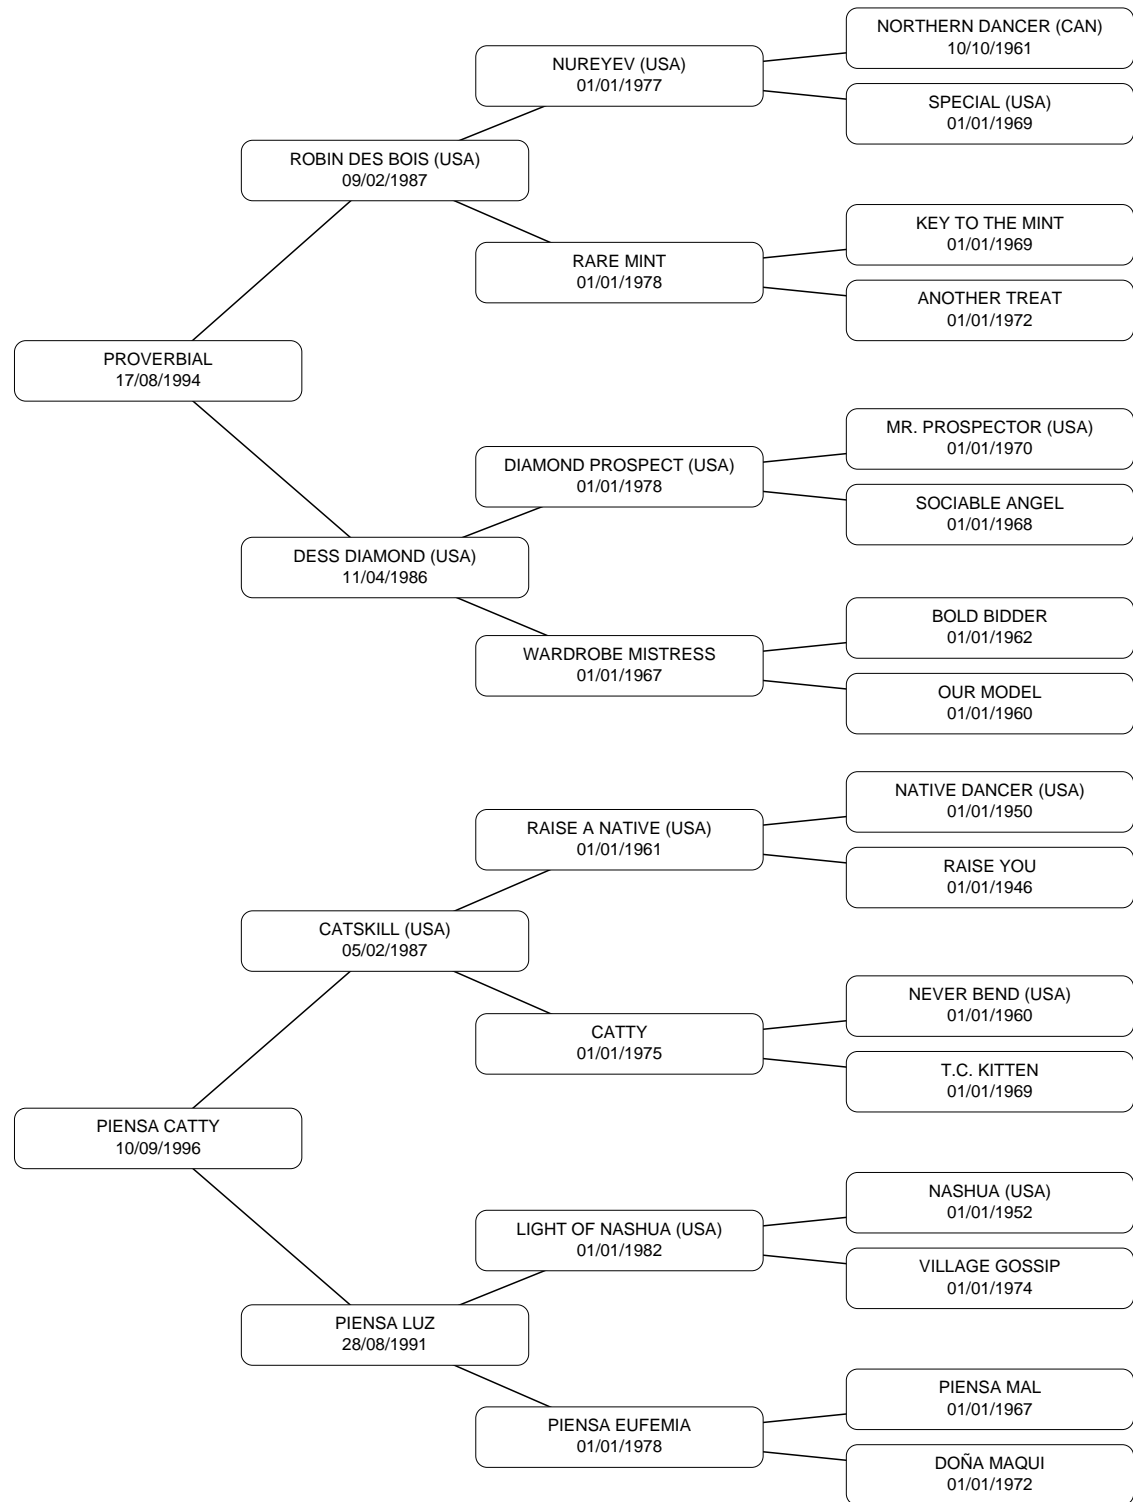 NORTHERN DANCER (CAN)
10/10/1961
NUREYEV (USA)
01/01/1977
SPECIAL (USA)
01/01/1969
ROBIN DES BOIS (USA)
09/02/1987
KEY TO THE MINT
01/01/1969
RARE MINT
01/01/1978
ANOTHER TREAT
01/01/1972
PROVERBIAL
17/08/1994
MR. PROSPECTOR (USA)
01/01/1970
DIAMOND PROSPECT (USA)
01/01/1978
SOCIABLE ANGEL
01/01/1968
DESS DIAMOND (USA)
11/04/1986
BOLD BIDDER
01/01/1962
WARDROBE MISTRESS
01/01/1967
OUR MODEL
01/01/1960
NATIVE DANCER (USA)
01/01/1950
RAISE A NATIVE (USA)
01/01/1961
RAISE YOU
01/01/1946
CATSKILL (USA)
05/02/1987
NEVER BEND (USA)
01/01/1960
CATTY
01/01/1975
T.C. KITTEN
01/01/1969
PIENSA CATTY
10/09/1996
NASHUA (USA)
01/01/1952
LIGHT OF NASHUA (USA)
01/01/1982
VILLAGE GOSSIP
01/01/1974
PIENSA LUZ
28/08/1991
PIENSA MAL
01/01/1967
PIENSA EUFEMIA
01/01/1978
DOÑA MAQUI
01/01/1972